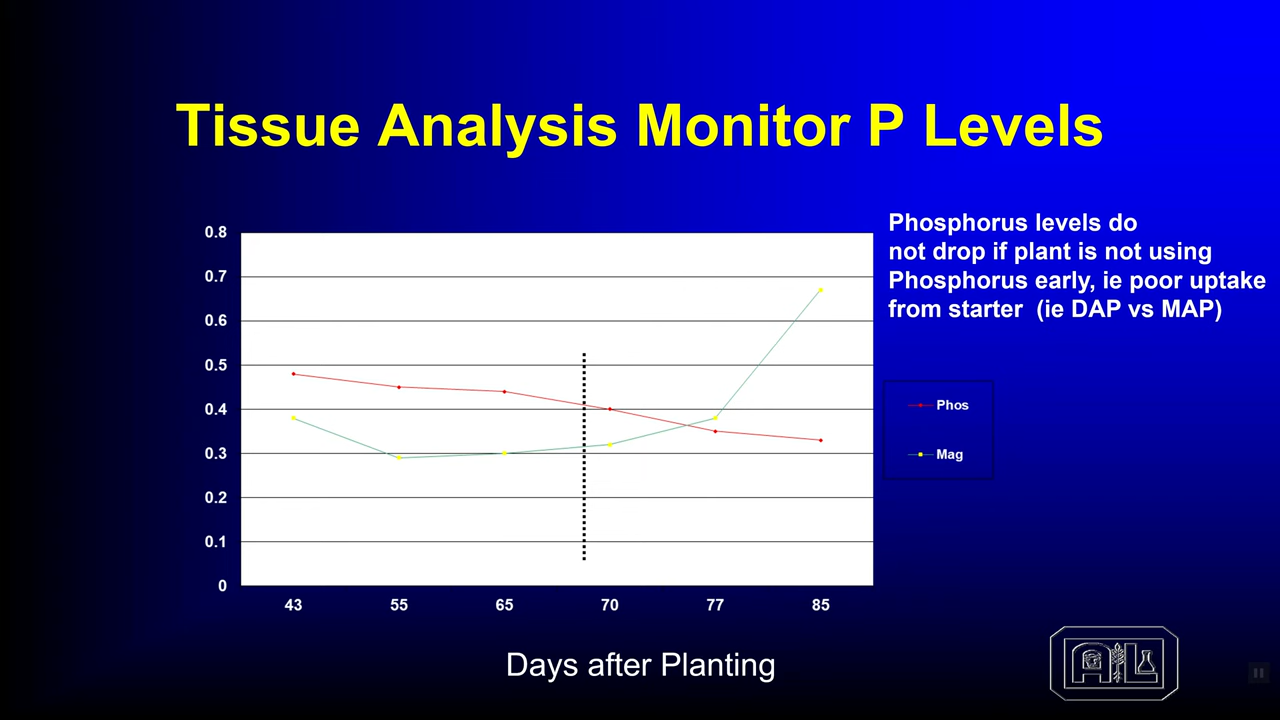 Tissue Analysis Monitor P Levels
Phosphorus levels do
not drop if plant is not using
Phosphorus early, ie poor uptake
from starter (ie DAP vs MAP)
0.8
0.7
0.6
0.5
0.4
0.3
0.2
0.1
0
43 55 65 70 77 85
Days after Planting
Phos
Mag
A L